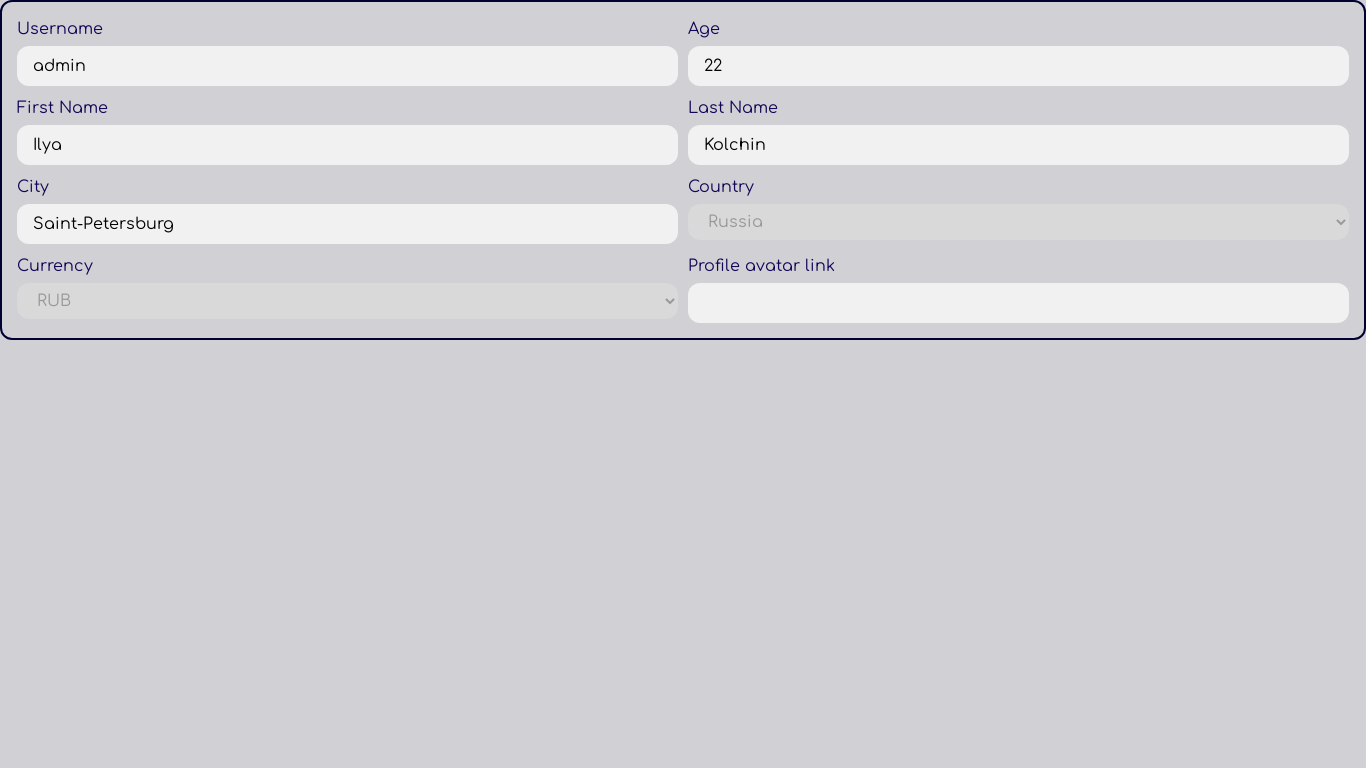 Username
Age
admin
22
First Name
Last Name
Ilya
Kolchin
City
Country
Saint-Petersburg
Russia
Currency
Profile avatar link
RUB